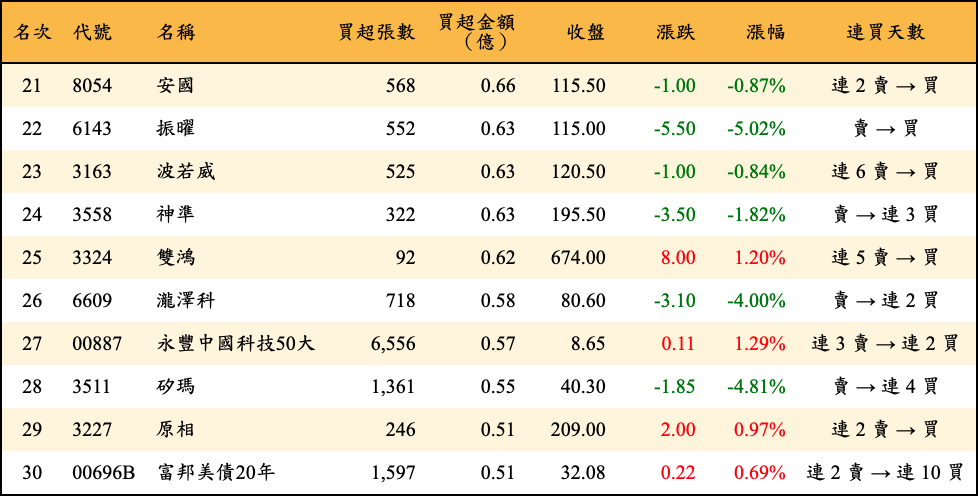 名次 代號 名稱 買超張數 買超金額（億） 收盤 漲跌 漲幅 連買天數
21 8054 安國 568 0.66 115.50 -1.00 -0.87% 連 2 賣 → 買
22 6143 振曜 552 0.63 115.00 -5.50 -5.02% 賣 → 買
23 3163 波若威 525 0.63 120.50 -1.00 -0.84% 連 6 賣 → 買
24 3558 神準 322 0.63 195.50 -3.50 -1.82% 賣 → 連 3 買
25 3324 雙鴻 92 0.62 674.00 8.00 1.20% 連 5 賣 → 買
26 6609 瀧澤科 718 0.58 80.60 -3.10 -4.00% 賣 → 連 2 買
27 00887 永豐中國科技50大 6,556 0.57 8.65 0.11 1.29% 連 3 賣 → 連 2 買
28 3511 矽瑪 1,361 0.55 40.30 -1.85 -4.81% 賣 → 連 4 買
29 3227 原相 246 0.51 209.00 2.00 0.97% 連 2 賣 → 買
30 00696B 富邦美債20年 1,597 0.51 32.08 0.22 0.69% 連 2 賣 → 連 10 買